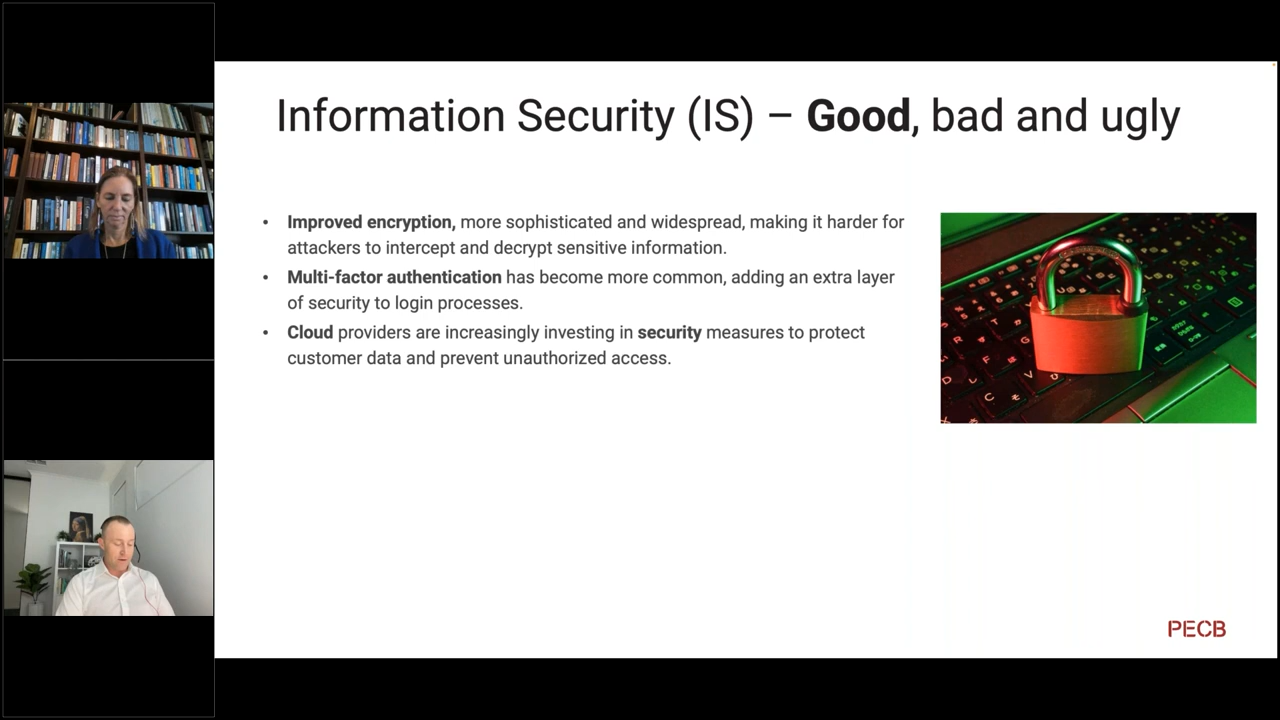 Information Security (IS) – Good, bad and ugly
• Improved encryption, more sophisticated and widespread, making it harder for
attackers to intercept and decrypt sensitive information.
• Multi-factor authentication has become more common, adding an extra layer
of security to login processes.
• Cloud providers are increasingly investing in security measures to protect
customer data and prevent unauthorized access.
PECB